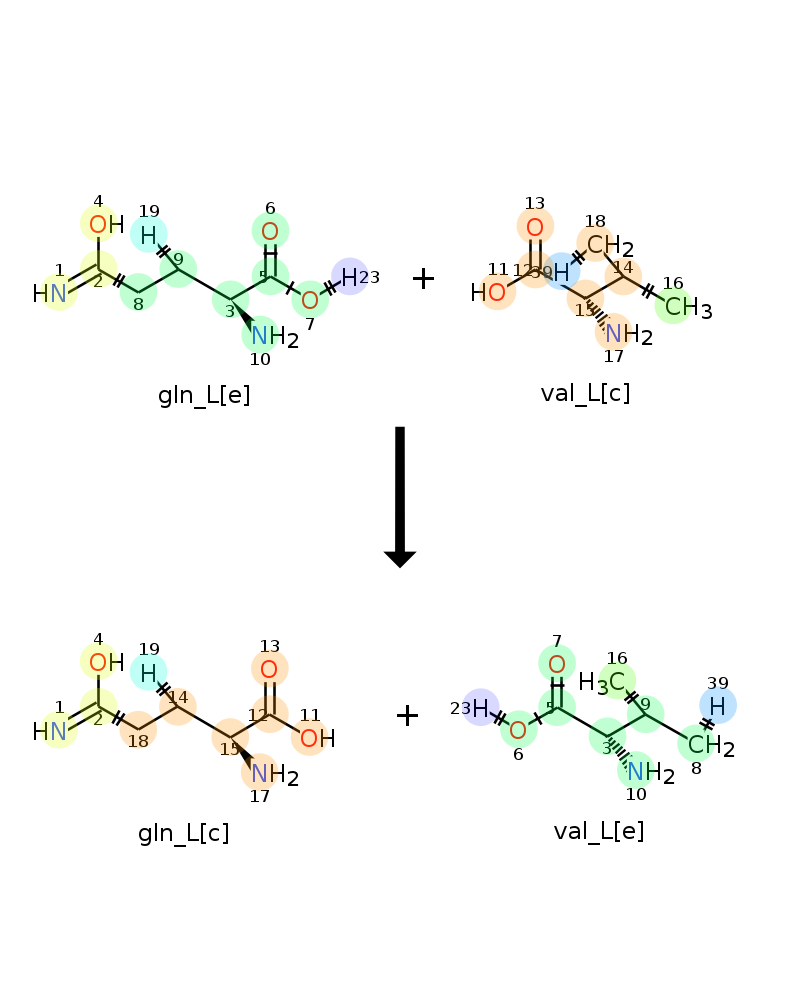 4 19 6 13 18
OH H O O CH2
1 2 9 5 H23 + 11 12 39 H 14 16
HN 8 3 O HO 15 CH3
7
NH2 NH2
10 17
gln_L[e] val_L[c]
4 19 13 7 16
OH H O O H3C 39
1 2 14 12 11 + 23H 5 9 H
HN 18 15 OH O 3 CH2
6 8
NH2 NH2
17 10
gln_L[c] val_L[e]